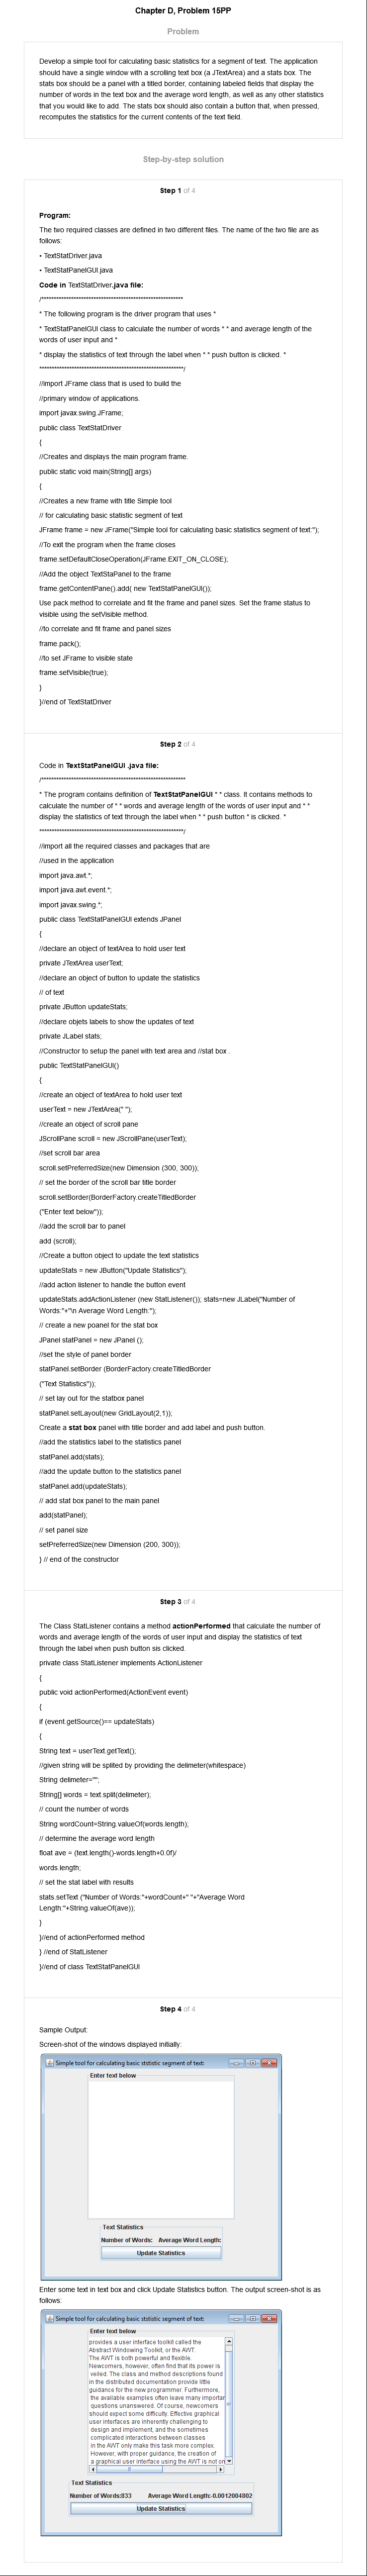 Chapter D, Problem 15PP
Problem
Develop a simple tool for calculating basic statistics for a segment of text. The application
should have a single window with a scrolling text box (a JTextArea) and a stats box. The
stats box should be a panel with a titled border, containing labeled fields that display the
number of words in the text box and the average word length, as well as any other statistics
that you would like to add. The stats box should also contain a button that, when pressed,
recomputes the statistics for the current contents of the text field.
Step-by-step solution
Step 1 of 4
Program:
The two required classes are defined in two different files. The name of the two file are as
follows:
• TextStatDriver.java
• TextStatPanelGUI.java
Code in TextStatDriver.java file:
/*********************************************************
* The following program is the driver program that uses *
* TextStatPanelGUI class to calculate the number of words * * and average length of the
words of user input and *
* display the statistics of text through the label when * * push button is clicked. *
**********************************************************/
//import JFrame class that is used to build the
//primary window of applications.
import javax.swing.JFrame;
public class TextStatDriver
{
//Creates and displays the main program frame.
public static void main(String[] args)
{
//Creates a new frame with title Simple tool
// for calculating basic statistic segment of text
JFrame frame = new JFrame("Simple tool for calculating basic statistics segment of text:");
//To exit the program when the frame closes
frame.setDefaultCloseOperation(JFrame.EXIT_ON_CLOSE);
//Add the object TextStaPanel to the frame
frame.getContentPane().add( new TextStatPanelGUI());
Use pack method to correlate and fit the frame and panel sizes. Set the frame status to
visible using the setVisible method.
//to correlate and fit frame and panel sizes
frame.pack();
//to set JFrame to visible state
frame.setVisible(true);
}
}//end of TextStatDriver
Step 2 of 4
Code in TextStatPanelGUI .java file:
/**********************************************************
* The program contains definition of TextStatPanelGUI * * class. It contains methods to
calculate the number of * * words and average length of the words of user input and * *
display the statistics of text through the label when * * push button * is clicked. *
**********************************************************/
//import all the required classes and packages that are
//used in the application
import java.awt.*;
import java.awt.event.*;
import javax.swing.*;
public class TextStatPanelGUI extends JPanel
{
//declare an object of textArea to hold user text
private JTextArea userText;
//declare an object of button to update the statistics
// of text
private JButton updateStats;
//declare objets labels to show the updates of text
private JLabel stats;
//Constructor to setup the panel with text area and //stat box .
public TextStatPanelGUI()
{
//create an object of textArea to hold user text
userText = new JTextArea(" ");
//create an object of scroll pane
JScrollPane scroll = new JScrollPane(userText);
//set scroll bar area
scroll.setPreferredSize(new Dimension (300, 300));
// set the border of the scroll bar title border
scroll.setBorder(BorderFactory.createTitledBorder
("Enter text below"));
//add the scroll bar to panel
add (scroll);
//Create a button object to update the text statistics
updateStats = new JButton("Update Statistics");
//add action listener to handle the button event
updateStats.addActionListener (new StatListener()); stats=new JLabel("Number of
Words:"+"\n Average Word Length:");
// create a new poanel for the stat box
JPanel statPanel = new JPanel ();
//set the style of panel border
statPanel.setBorder (BorderFactory.createTitledBorder
("Text Statistics"));
// set lay out for the statbox panel
statPanel.setLayout(new GridLayout(2,1));
Create a stat box panel with title border and add label and push button.
//add the statistics label to the statistics panel
statPanel.add(stats);
//add the update button to the statistics panel
statPanel.add(updateStats);
// add stat box panel to the main panel
add(statPanel);
// set panel size
setPreferredSize(new Dimension (200, 300));
} // end of the constructor
Step 3 of 4
The Class StatListener contains a method actionPerformed that calculate the number of
words and average length of the words of user input and display the statistics of text
through the label when push button sis clicked.
private class StatListener implements ActionListener
{
public void actionPerformed(ActionEvent event)
{
if (event.getSource()== updateStats)
{
String text = userText.getText();
//given string will be splited by providing the delimeter(whitespace)
String delimeter="";
String[] words = text.split(delimeter);
// count the number of words
String wordCount=String.valueOf(words.length);
// determine the average word length
float ave = (text.length()-words.length+0.0f)/
words.length;
// set the stat label with results
stats.setText ("Number of Words:"+wordCount+" "+"Average Word
Length:"+String.valueOf(ave));
}
}//end of actionPerformed method
} //end of StatListener
}//end of class TextStatPanelGUI
Step 4 of 4
Sample Output:
Screen-shot of the windows displayed initially:
Simple tool for calculating basic ststistic segment of text:
Enter text below
Text Statistics
Number of Words: Average Word Length:
Update Statistics
Enter some text in text box and click Update Statistics button. The output screen-shot is as
follows:
Simple tool for calculating basic ststistic segment of text:
Enter text below
provides a user interface toolkit called the
Abstract Windowing Toolkit, or the AWT.
The AWT is both powerful and flexible.
Newcomers, however, often find that its power is
veiled. The class and method descriptions found
in the distributed documentation provide little
guidance for the new programmer. Furthermore,
the available examples often leave many important
questions unanswered. Of course, newcomers
should expect some difficulty. Effective graphical
user interfaces are inherently challenging to
design and implement, and the sometimes
complicated interactions between classes
in the AWT only make this task more complex.
However, with proper guidance, the creation of
a graphical user interface using the AWT is not on
Text Statistics
Number of Words:833 Average Word Length:-0.0012004802
Update Statistics